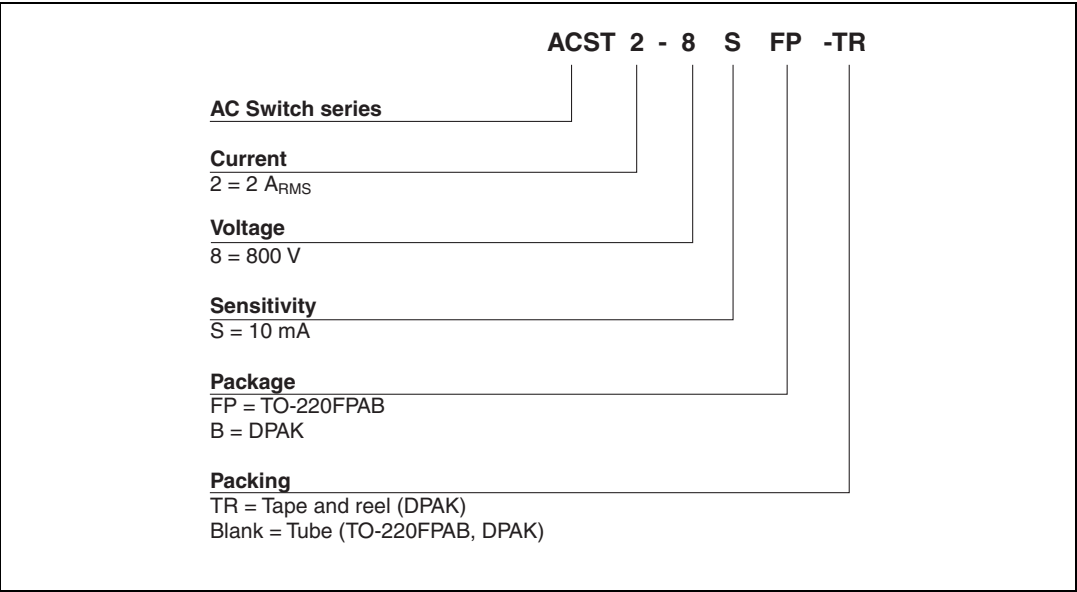 ACST 2 - 8 S FP -TR
AC Switch series
Current
2 = 2 ARMS
Voltage
8 = 800 V
Sensitivity
S = 10 mA
Package
FP = TO-220FPAB
B = DPAK
Packing
TR = Tape and reel (DPAK)
Blank = Tube (TO-220FPAB, DPAK)